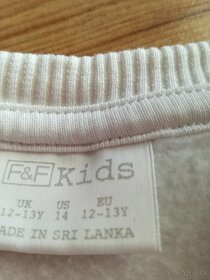 F&F Kids
UK US EU
12-13Y 14 12-13Y
MADE IN SRI LANKA